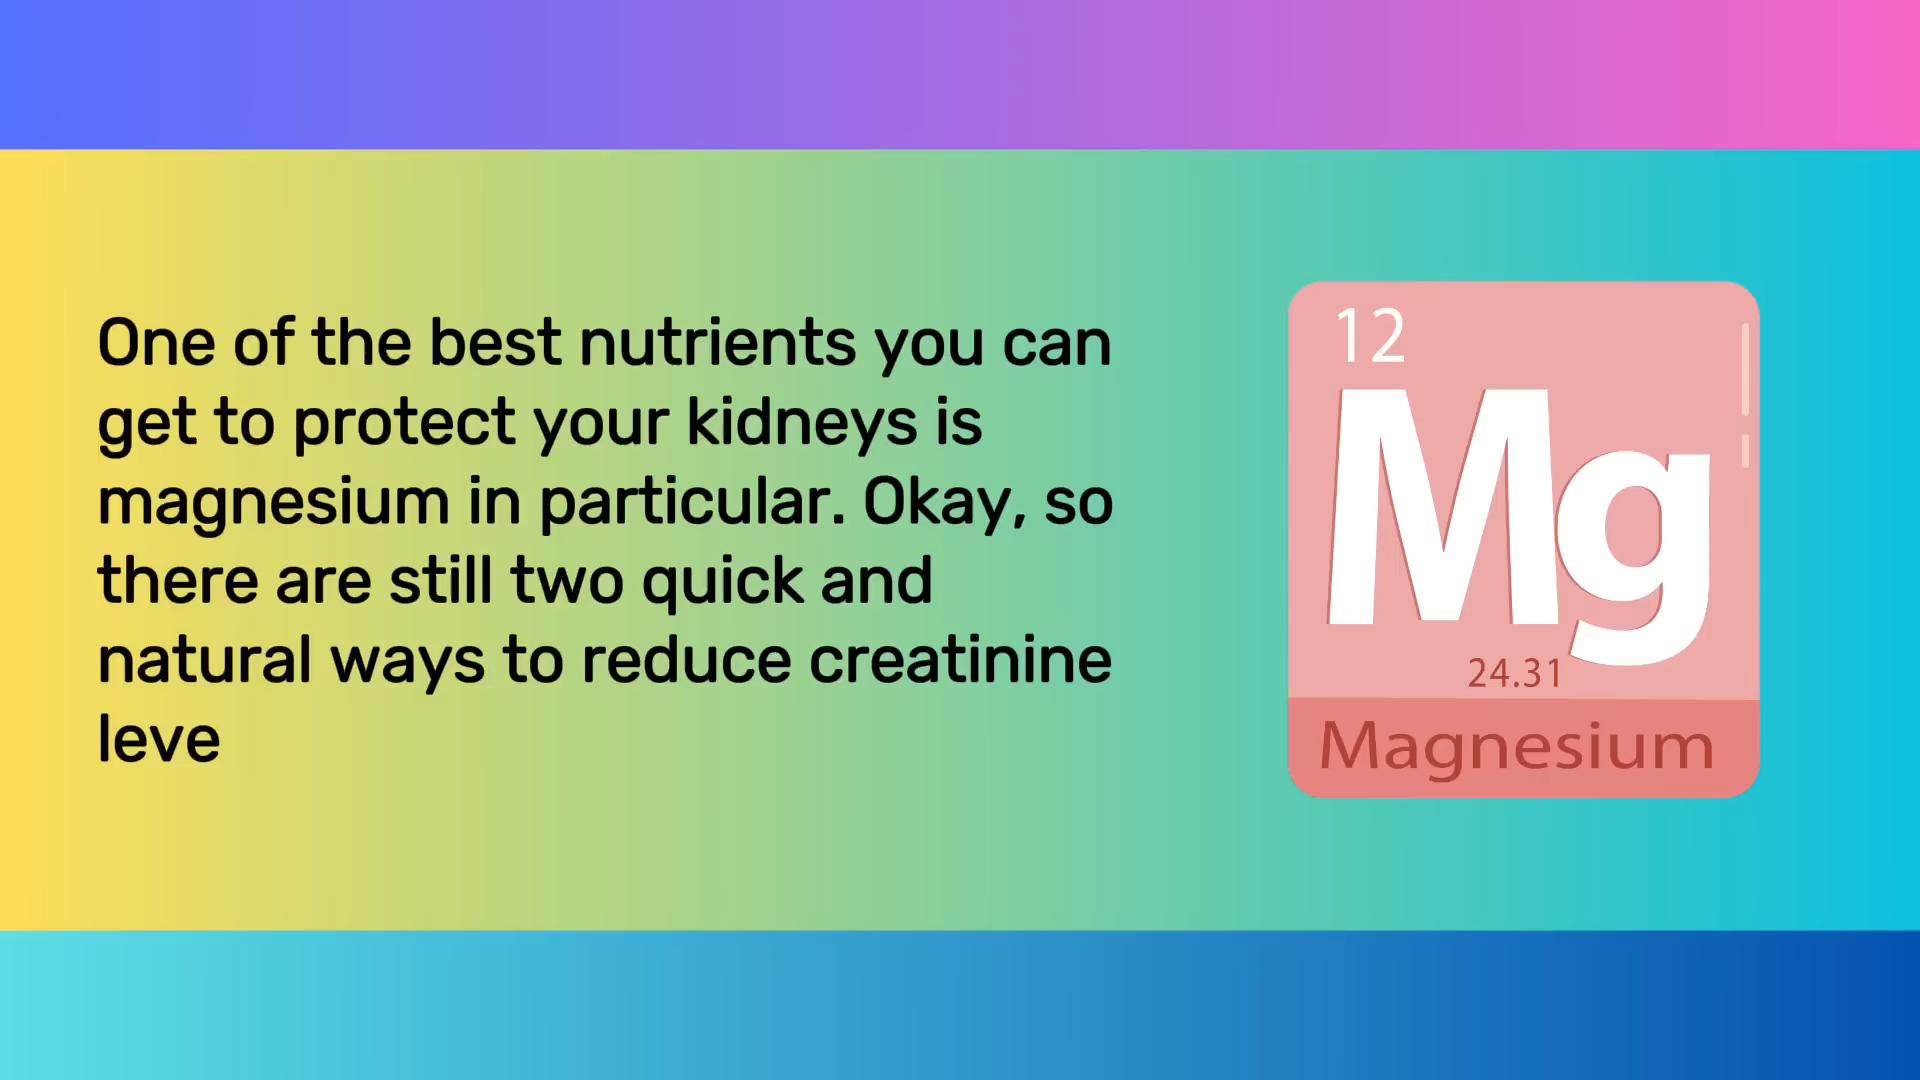 One of the best nutrients you can
get to protect your kidneys is
magnesium in particular. Okay, so
there are still two quick and
natural ways to reduce creatinine
leve
12
Mg
24.31
Magnesium